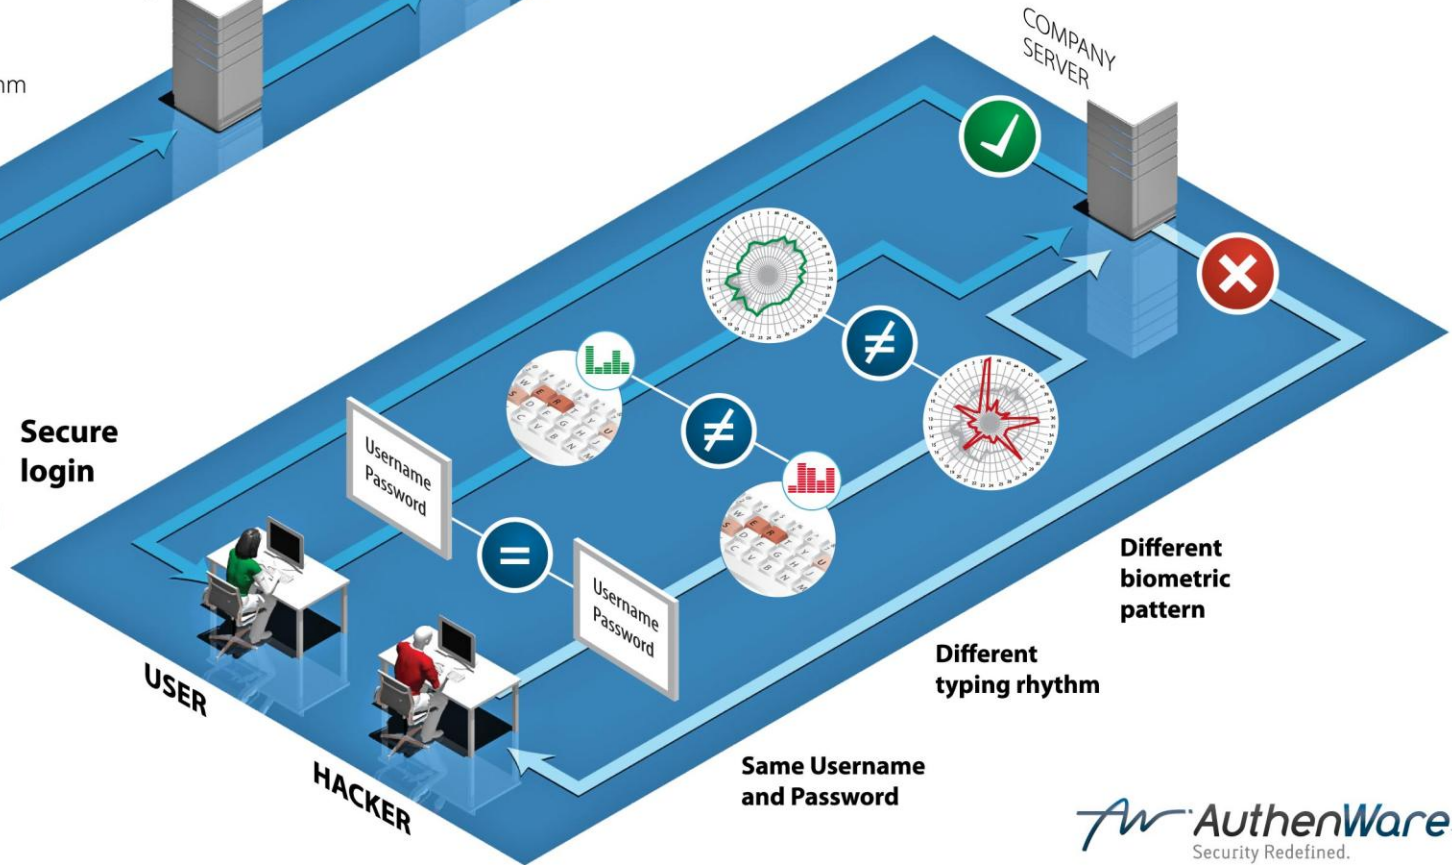 COMPANY
SERVER
Secure
login
Username
Password
Username
Password
USER
HACKER
Different
biometric
pattern
Different
typing rhythm
Same Username
and Password
AuthenWare
Security Redefined.